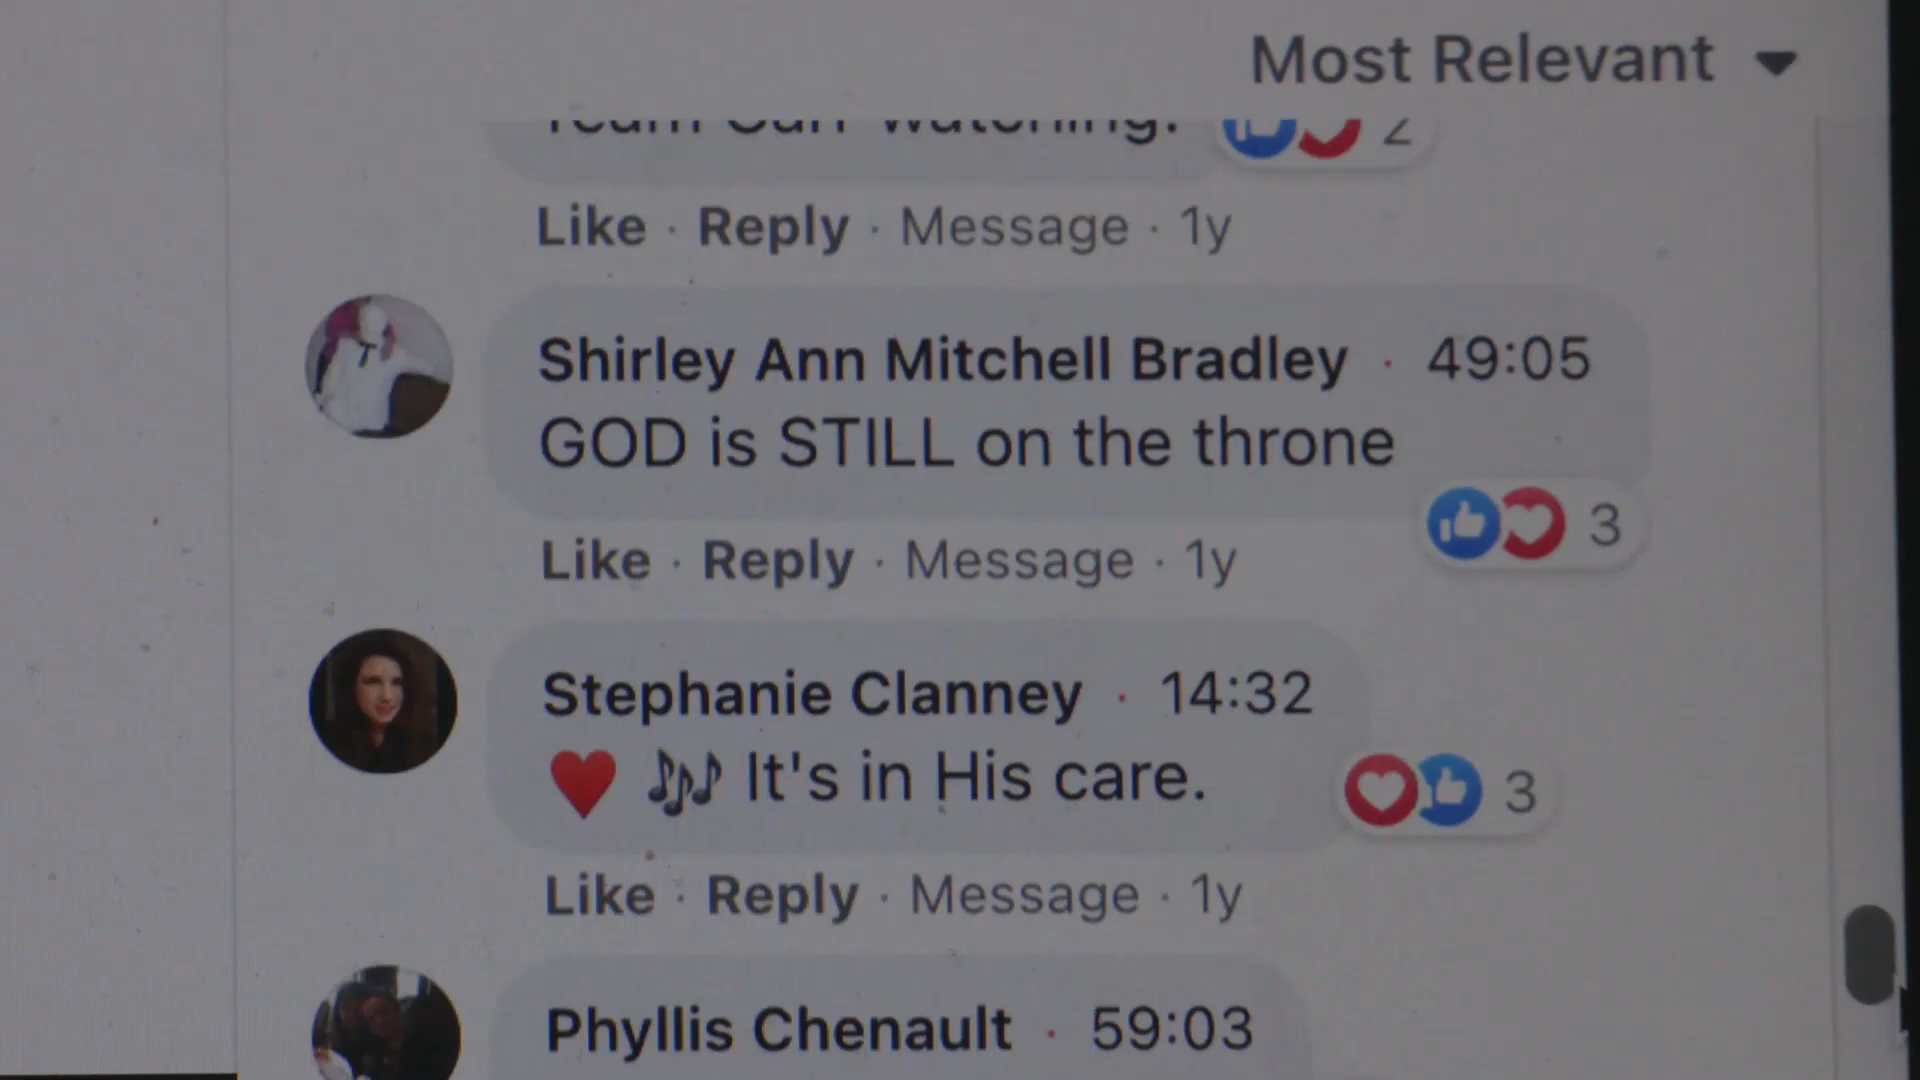 Most Relevant
2
Like · Reply · Message · 1y
Shirley Ann Mitchell Bradley · 49:05
GOD is STILL on the throne
3
Like · Reply · Message · 1y
Stephanie Clanney · 14:32
❤️ 🎶 It's in His care.
3
Like · Reply · Message · 1y
Phyllis Chenault · 59:03